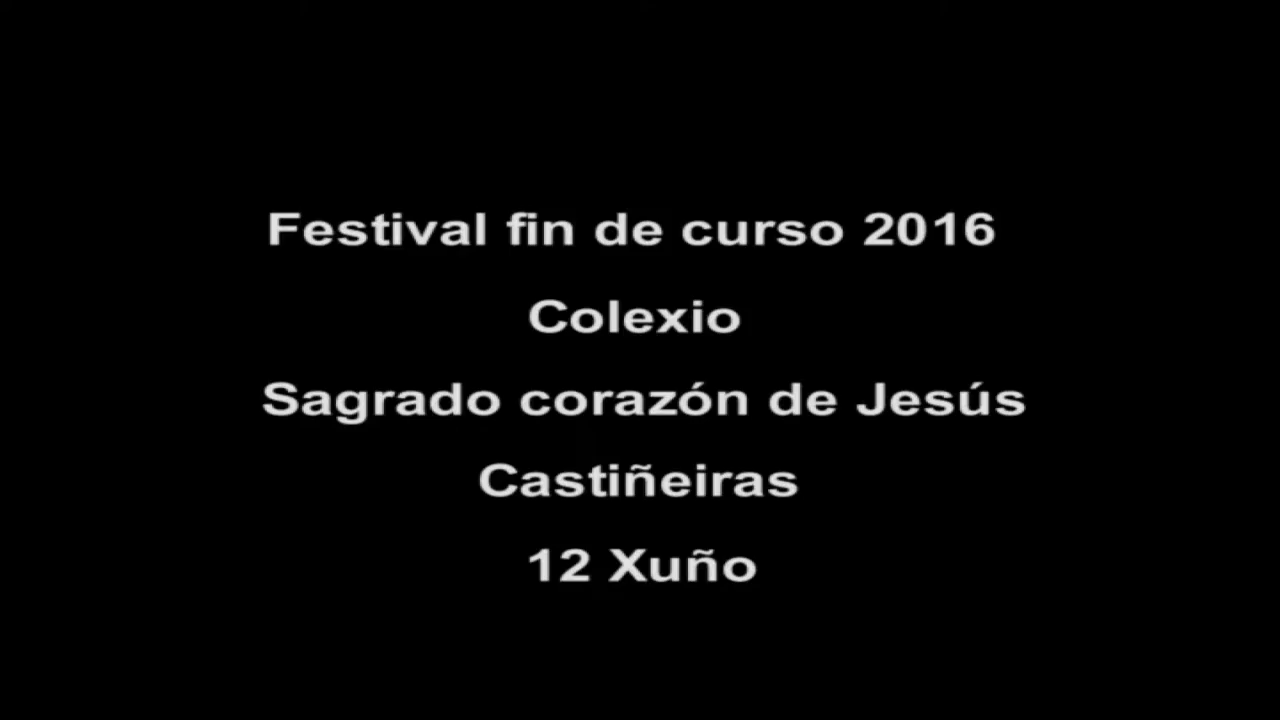 Festival fin de curso 2016
Colexio
Sagrado corazón de Jesús
Castiñeiras
12 Xuño